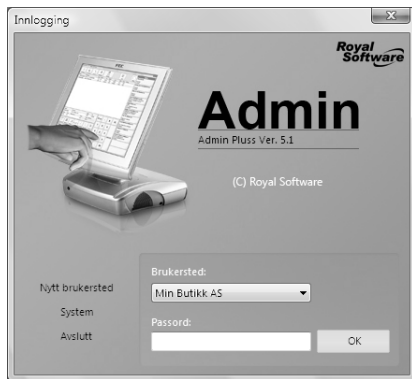 Innlogging
Royal
Software
Admin
Admin Pluss Ver. 5.1
(C) Royal Software
Brukersted:
Nytt brukersted
Min Butikk AS
System
Passord:
Avslutt
OK